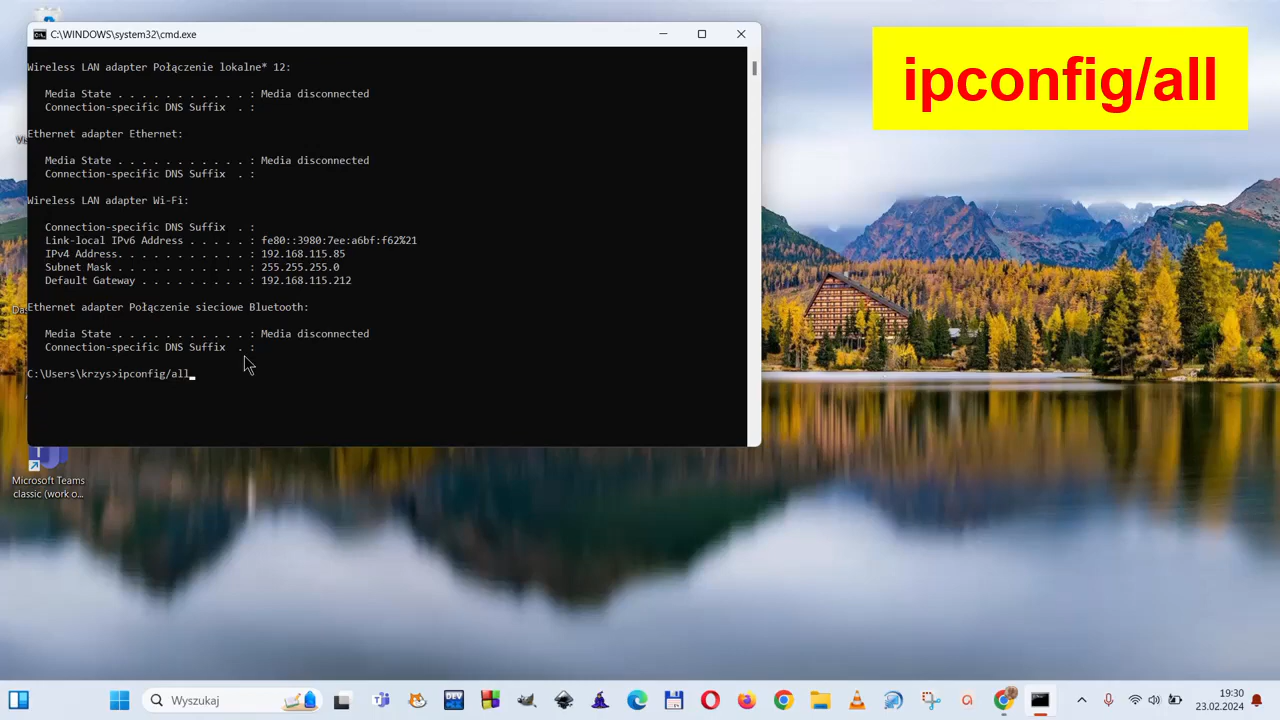 C:\WINDOWS\system32\cmd.exe
ipconfig/all
Wireless LAN adapter Połączenie lokalne* 12:
Media State . . . . . . . . . . . : Media disconnected
Connection-specific DNS Suffix  . :
Ethernet adapter Ethernet:
Media State . . . . . . . . . . . : Media disconnected
Connection-specific DNS Suffix  . :
Wireless LAN adapter Wi-Fi:
Connection-specific DNS Suffix  . :
Link-local IPv6 Address . . . . . : fe80::3980:7ee:a6bf:f62%21
IPv4 Address. . . . . . . . . . . : 192.168.115.85
Subnet Mask . . . . . . . . . . . : 255.255.255.0
Default Gateway . . . . . . . . . : 192.168.115.212
Ethernet adapter Połączenie sieciowe Bluetooth:
Media State . . . . . . . . . . . : Media disconnected
Connection-specific DNS Suffix  . :
C:\Users\krzys>ipconfig/all
Microsoft Teams
classic (work o...
Wyszukaj
19:30
23.02.2024